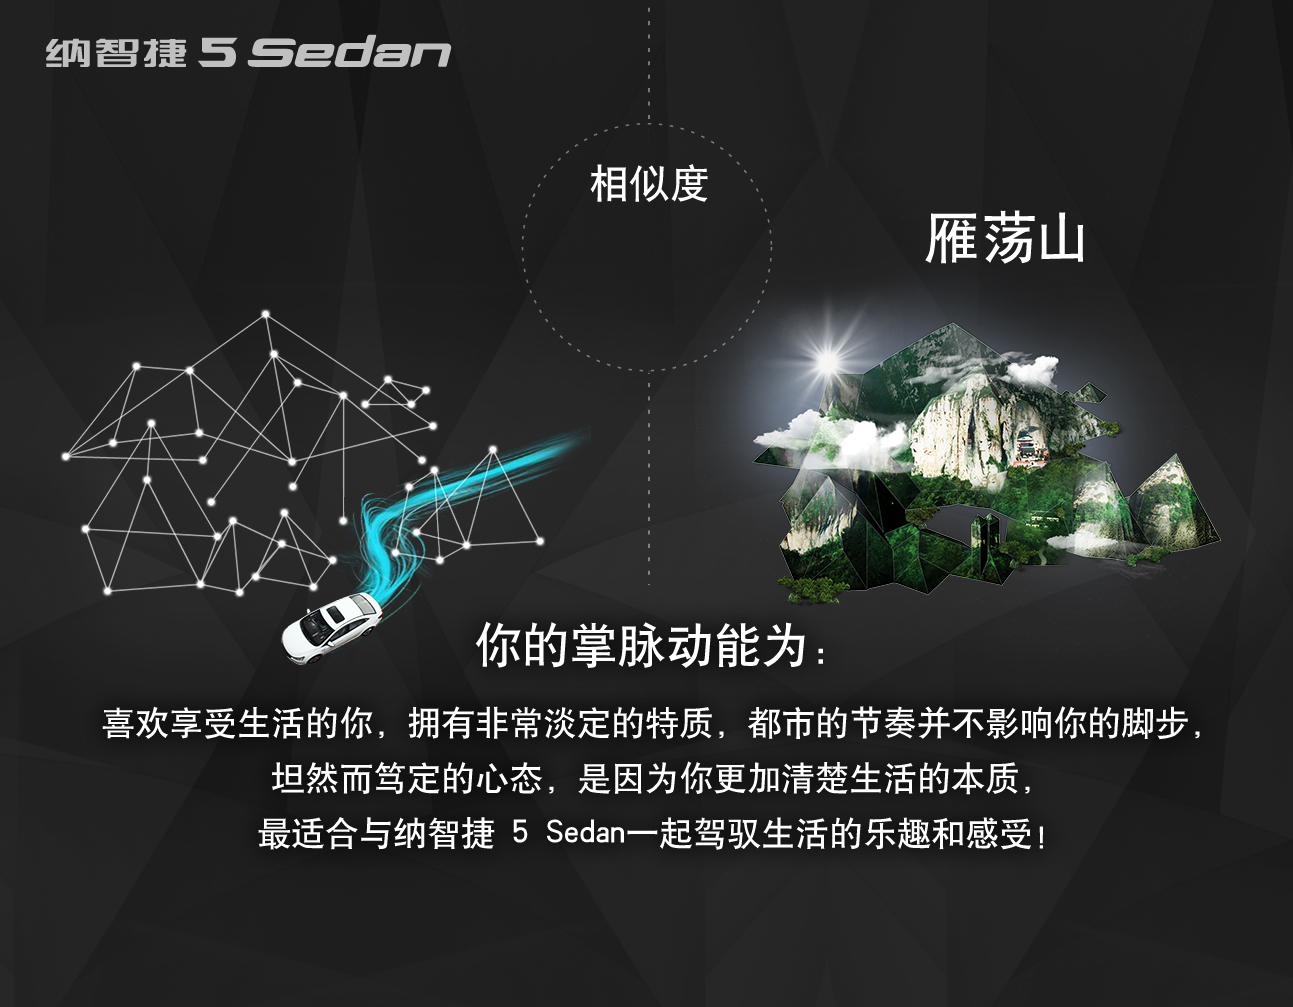 纳智捷 5 Sedan
相似度
雁荡山
你的掌脉动能为：
喜欢享受生活的你，拥有非常淡定的特质，都市的节奏并不影响你的脚步，
坦然而笃定的心态，是因为你更加清楚生活的本质，
最适合与纳智捷 5 Sedan一起驾驭生活的乐趣和感受！